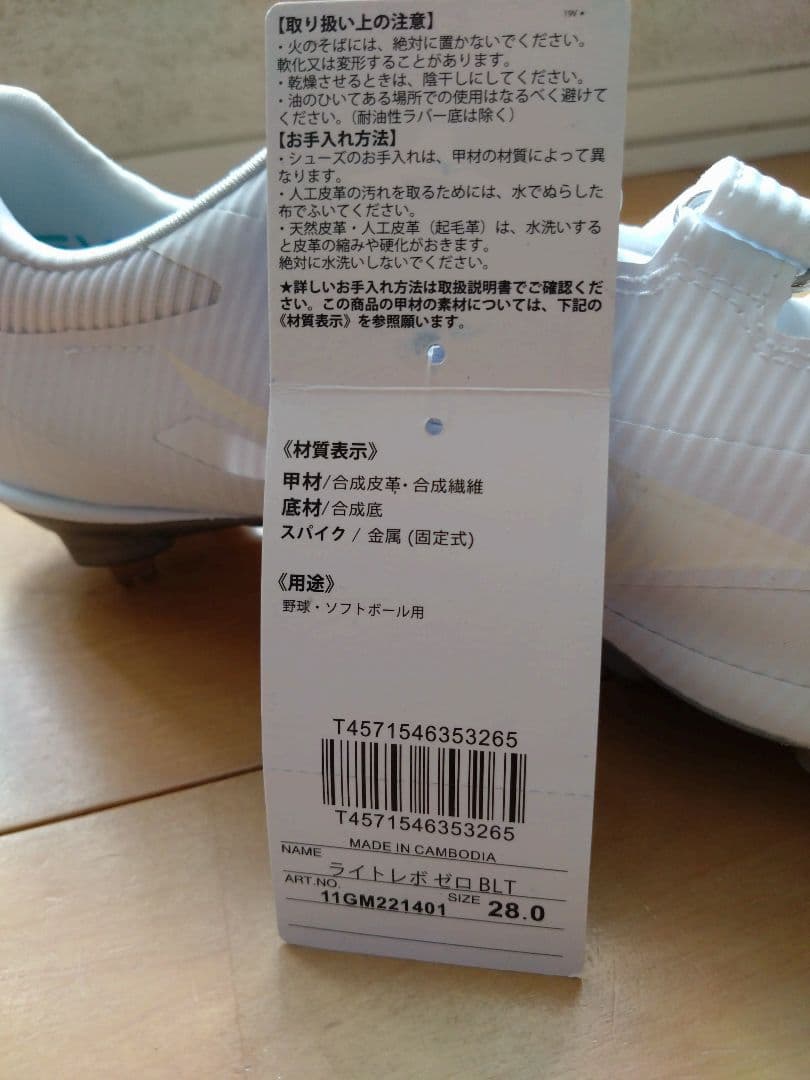 19V★
【取り扱い上の注意】
・火のそばには、絶対に置かないでください。
軟化又は変形することがあります。
・乾燥させるときは、陰干しにしてください。
・油のひいてある場所での使用はなるべく避けて
ください。（耐油性ラバー底は除く）
【お手入れ方法】
・シューズのお手入れは、甲材の材質によって異
なります。
・人工皮革の汚れを取るためには、水でぬらした
布でふいてください。
・天然皮革・人工皮革（起毛革）は、水洗いする
と皮革の縮みや硬化がおきます。
絶対に水洗いしないでください。
★詳しいお手入れ方法は取扱説明書でご確認くだ
さい。この商品の甲材の素材については、下記の
《材質表示》を参照願います。
《材質表示》
甲材/合成皮革・合成繊維
底材/合成底
スパイク / 金属 (固定式)
《用途》
野球・ソフトボール用
T4571546353265
T4571546353265
MADE IN CAMBODIA
NAME ライトレボ ゼロ BLT
ART.NO. 11GM221401 SIZE 28.0